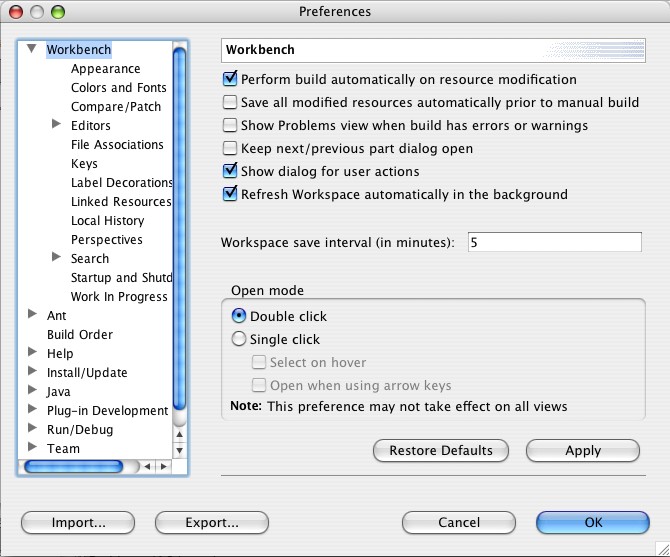 Preferences
Workbench
Appearance
Colors and Fonts
Compare/Patch
Editors
File Associations
Keys
Label Decorations
Linked Resources
Local History
Perspectives
Search
Startup and Shutd
Work In Progress
Ant
Build Order
Help
Install/Update
Java
Plug-in Development
Run/Debug
Team
Workbench
Perform build automatically on resource modification
Save all modified resources automatically prior to manual build
Show Problems view when build has errors or warnings
Keep next/previous part dialog open
Show dialog for user actions
Refresh Workspace automatically in the background
Workspace save interval (in minutes): 5
Open mode
Double click
Single click
Select on hover
Open when using arrow keys
Note: This preference may not take effect on all views
Restore Defaults Apply
Import... Export... Cancel OK